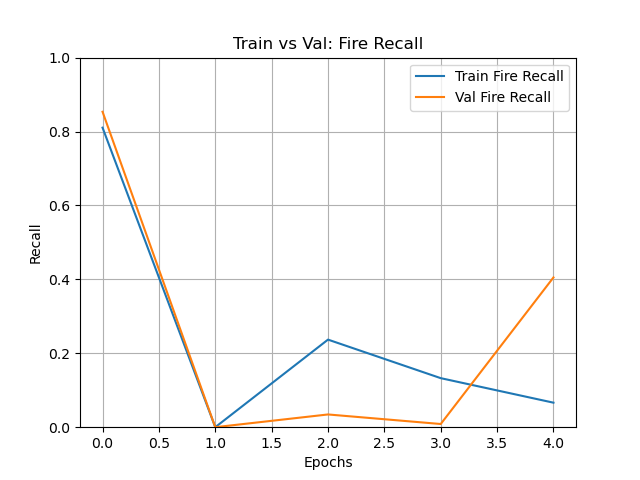 Train vs Val: Fire Recall
Train Fire Recall
Val Fire Recall
1.0
0.8
0.6
0.4
0.2
0.0
Recall
0.0 0.5 1.0 1.5 2.0 2.5 3.0 3.5 4.0
Epochs